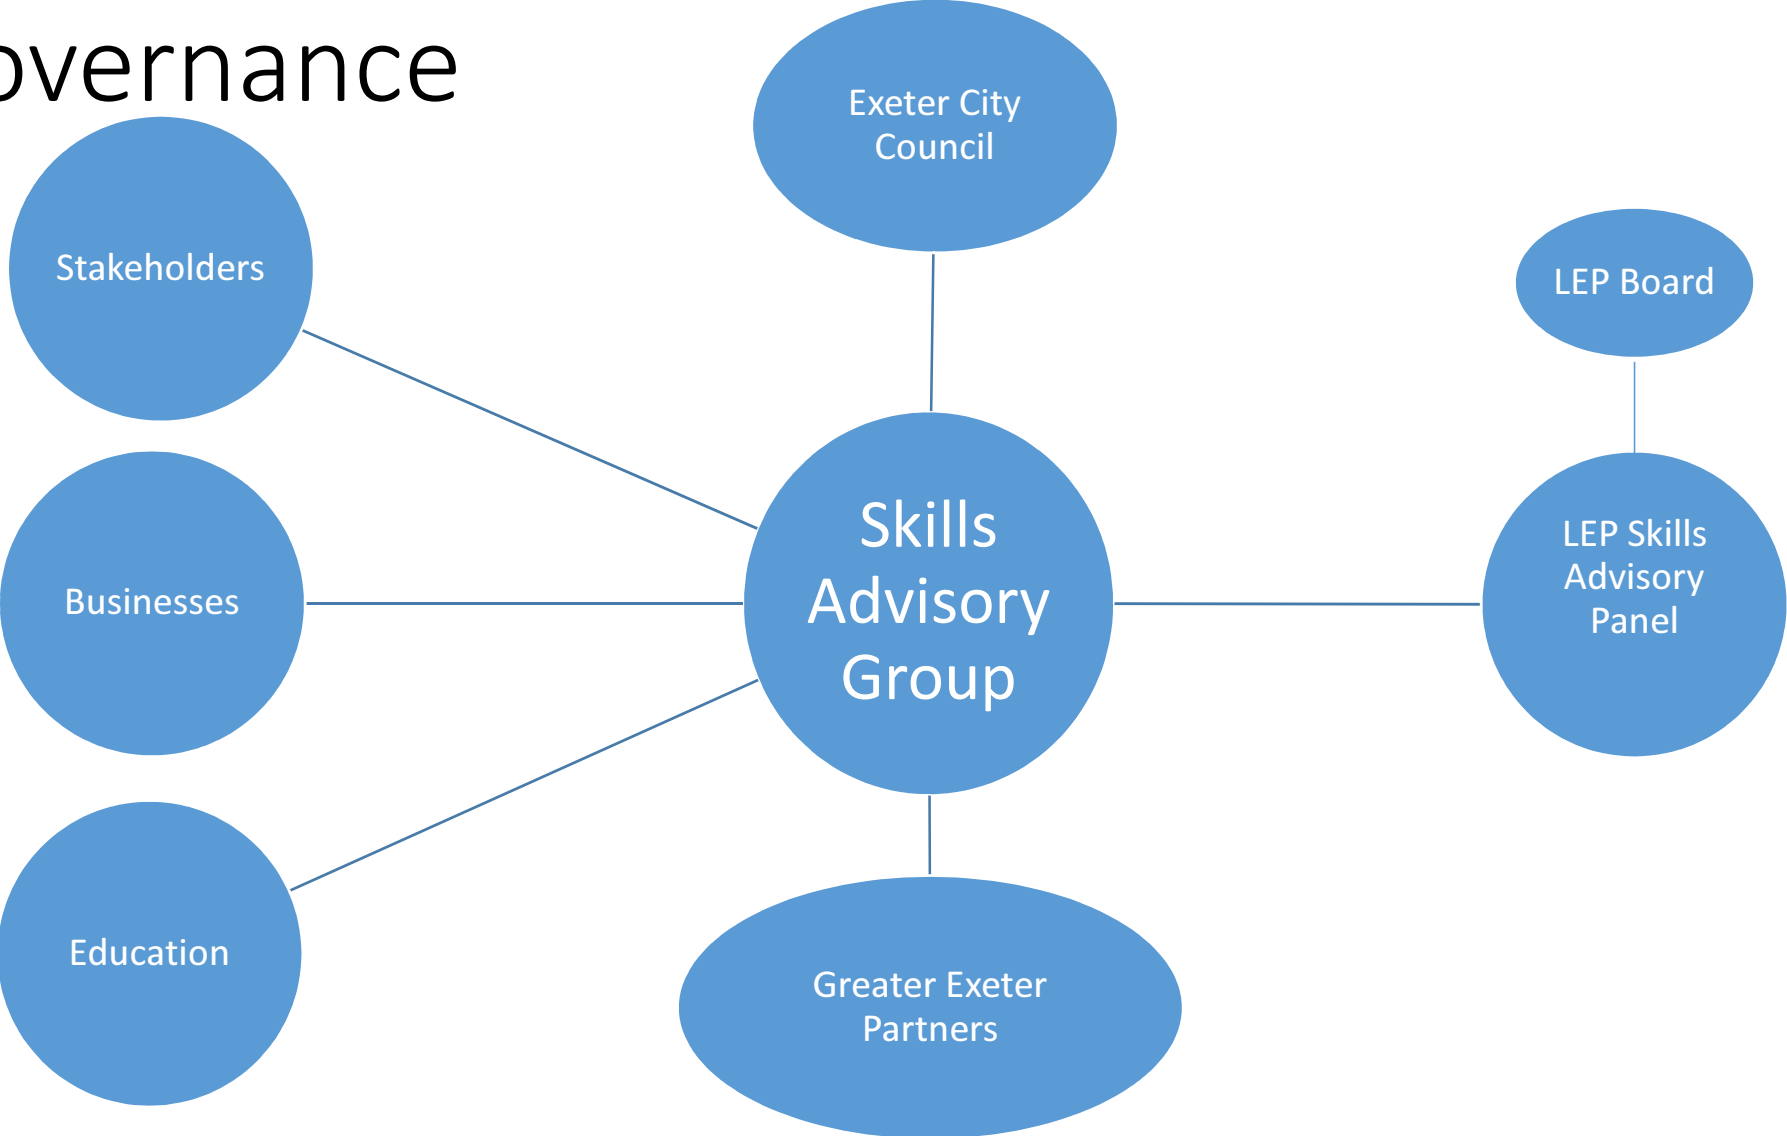 overnance
Exeter City
Council
Stakeholders
LEP Board
Businesses
Skills
Advisory
Group
LEP Skills
Advisory
Panel
Education
Greater Exeter
Partners